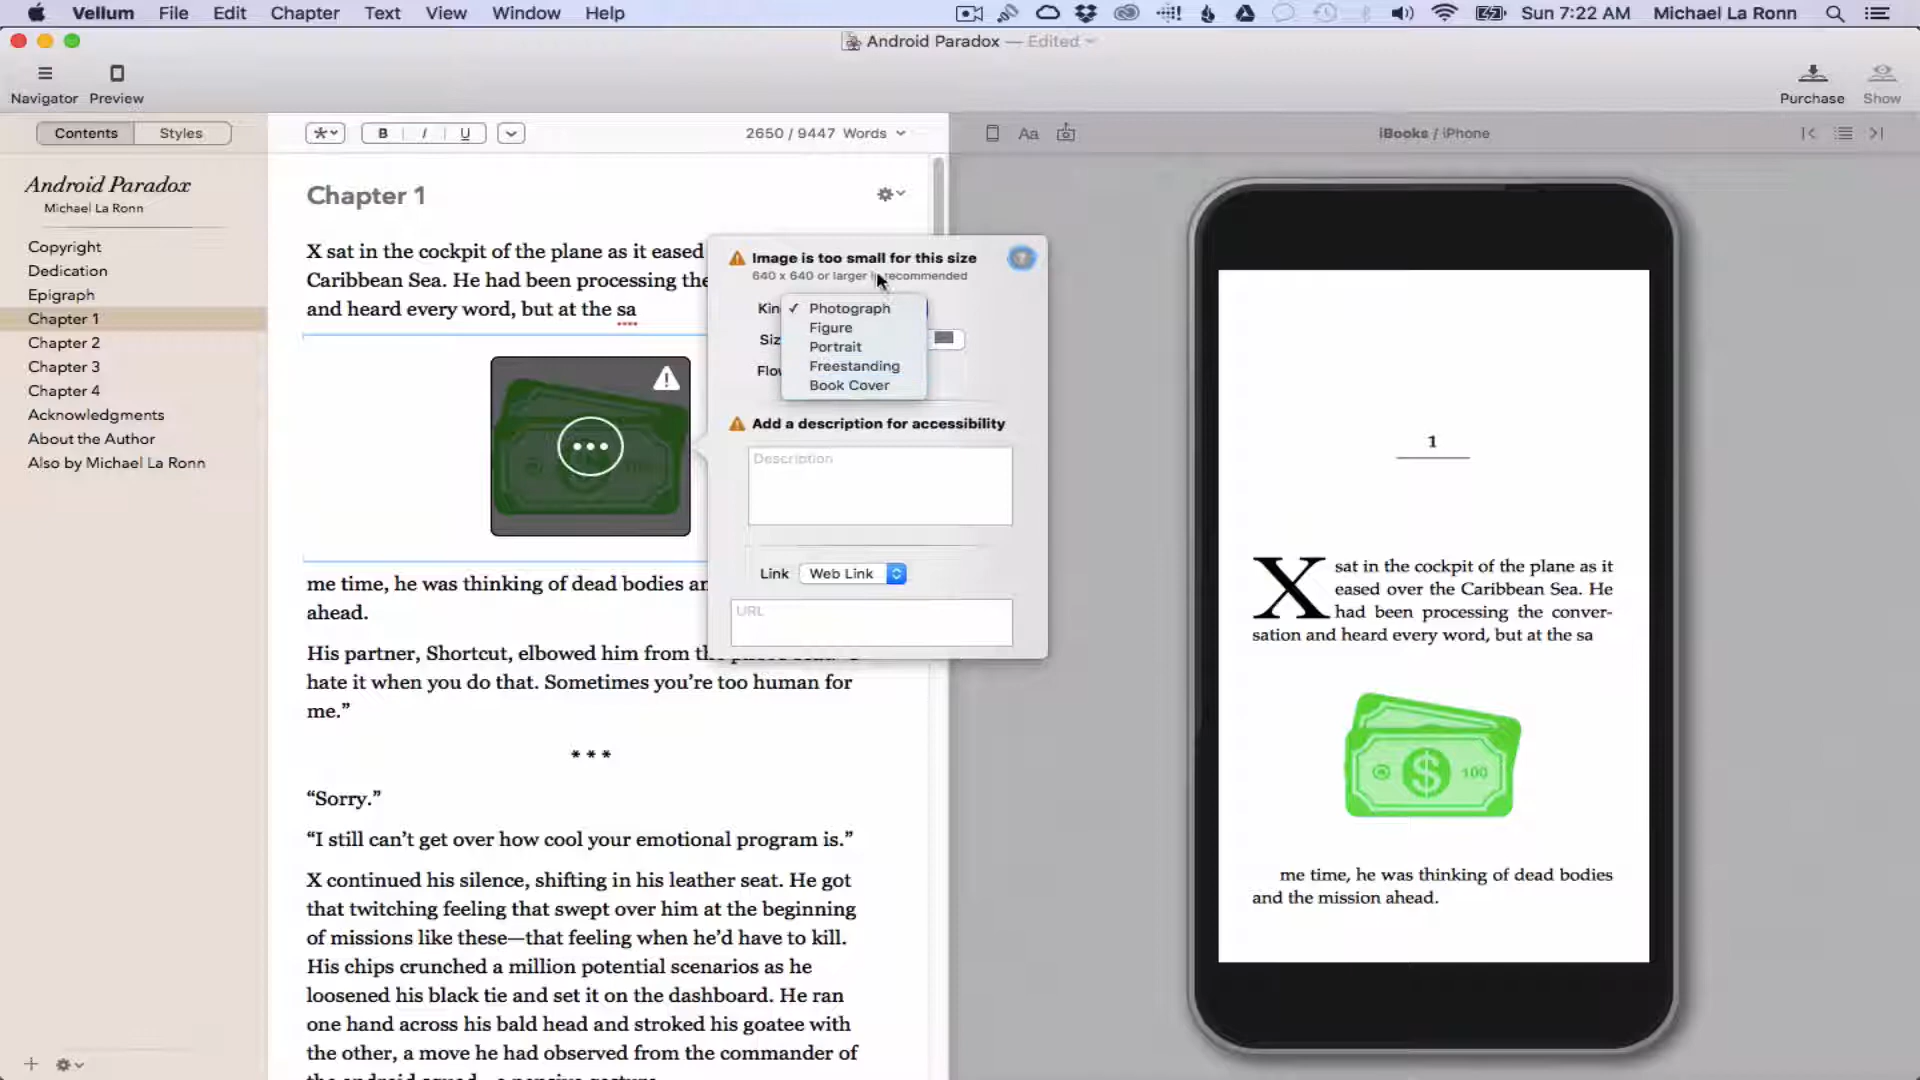 Vellum File Edit Chapter Text View Window Help
Sun 7:22 AM Michael La Ronn
Android Paradox — Edited
Navigator Preview
Purchase Show
Contents Styles
B I U
2650 / 9447 Words
Aa
iBooks / iPhone
Android Paradox
Michael La Ronn
Copyright
Dedication
Epigraph
Chapter 1
Chapter 2
Chapter 3
Chapter 4
Acknowledgments
About the Author
Also by Michael La Ronn
Chapter 1
X sat in the cockpit of the plane as it eased
Caribbean Sea. He had been processing the
and heard every word, but at the sa
me time, he was thinking of dead bodies
ahead.
His partner, Shortcut, elbowed him from
hate it when you do that. Sometimes you’re too human for
me.”
* * *
“Sorry.”
“I still can’t get over how cool your emotional program is.”
X continued his silence, shifting in his leather seat. He got
that twitching feeling that swept over him at the beginning
of missions like these—that feeling when he’d have to kill.
His chips crunched a million potential scenarios as he
loosened his black tie and set it on the dashboard. He ran
one hand across his bald head and stroked his goatee with
the other, a move he had observed from the commander of
Image is too small for this size
640 x 640 or larger is recommended
Kin ✓ Photograph
Figure
Siz
Portrait
Freestanding
Flo
Book Cover
Add a description for accessibility
Description
Link Web Link
URL
1
X sat in the cockpit of the plane as it
eased over the Caribbean Sea. He
had been processing the conver-
sation and heard every word, but at the sa
$ 100
me time, he was thinking of dead bodies
and the mission ahead.